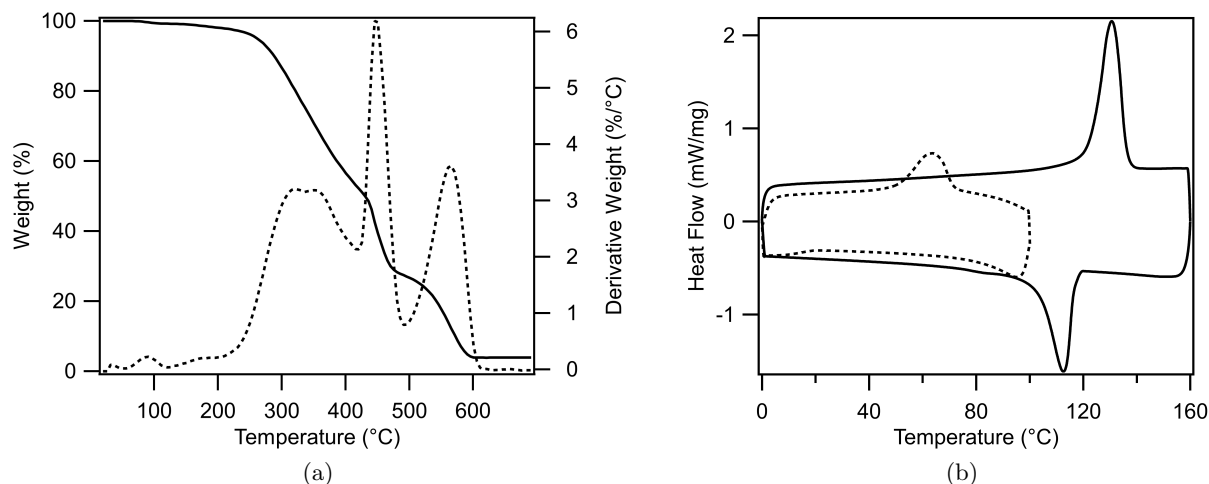 100
80
60
40
20
0
Weight (%)
6
5
4
3
2
1
0
Derivative Weight (%/°C)
100 200 300 400 500 600
Temperature (°C)
(a)
2
1
0
-1
Heat Flow (mW/mg)
0 40 80 120 160
Temperature (°C)
(b)